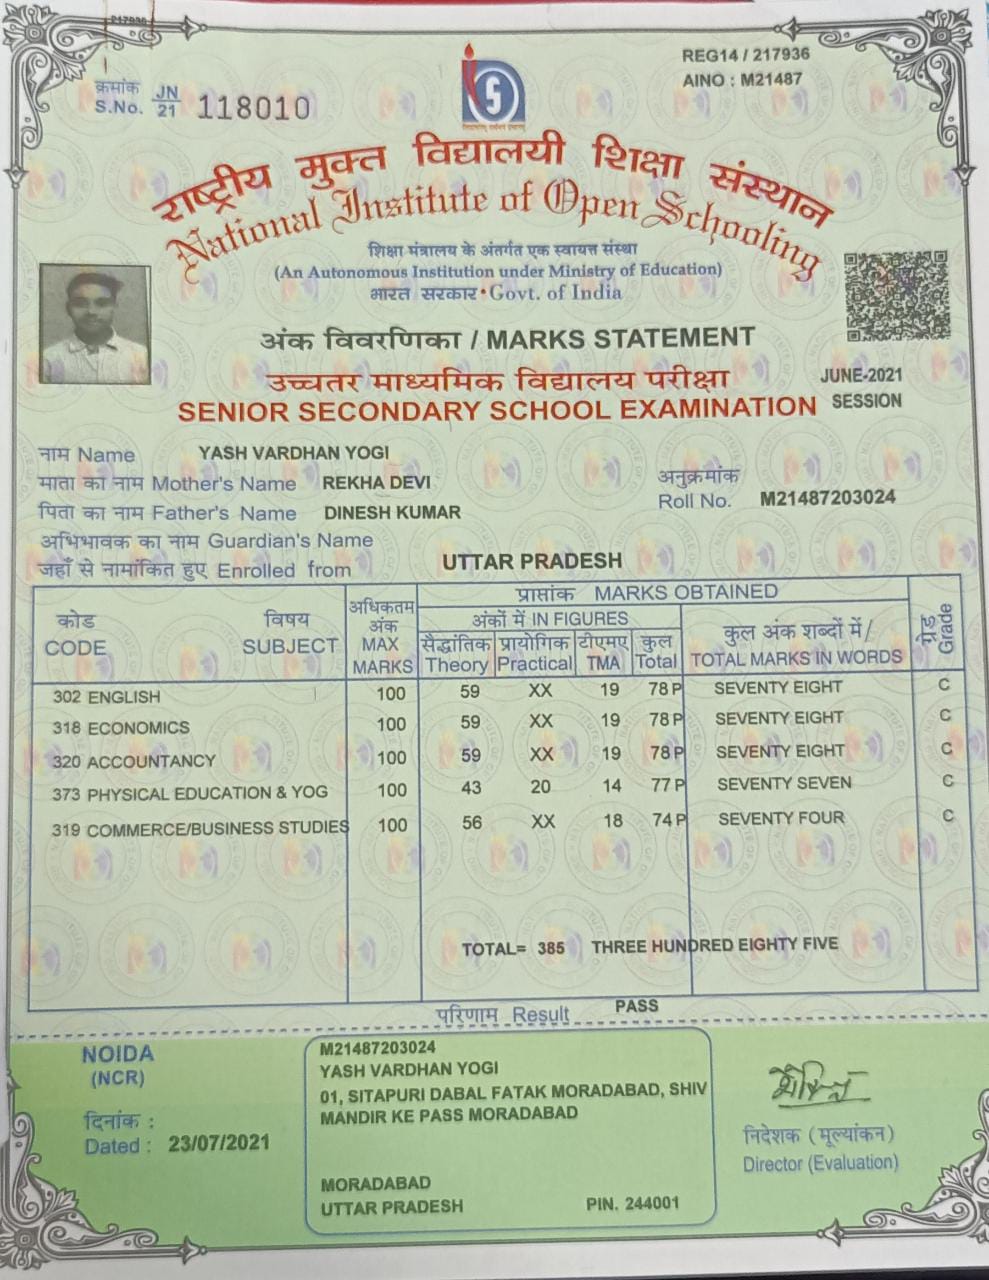 217936
REG14 / 217936
AINO : M21487
क्रमांक
S.No. JN/21 118010
S
राष्ट्रीय मुक्त विद्यालयी शिक्षा संस्थान
National Institute of Open Schooling
शिक्षा मंत्रालय के अंतर्गत एक स्वायत्त संस्था
(An Autonomous Institution under Ministry of Education)
भारत सरकार•Govt. of India
अंक विवरणिका / MARKS STATEMENT
उच्चतर माध्यमिक विद्यालय परीक्षा
SENIOR SECONDARY SCHOOL EXAMINATION
JUNE-2021
SESSION
नाम Name YASH VARDHAN YOGI
माता का नाम Mother's Name REKHA DEVI
अनुक्रमांक
Roll No. M21487203024
पिता का नाम Father's Name DINESH KUMAR
अभिभावक का नाम Guardian's Name
जहाँ से नामांकित हुए Enrolled from UTTAR PRADESH
कोड
CODE
विषय
SUBJECT
अधिकतम
अंक
MAX
MARKS
प्राप्तांक MARKS OBTAINED
अंकों में IN FIGURES
सैद्धांतिक
Theory
प्रायोगिक
Practical
टीएमए
TMA
कुल
Total
कुल अंक शब्दों में/
TOTAL MARKS IN WORDS
ग्रेड
Grade
302 ENGLISH 100 59 XX 19 78 P SEVENTY EIGHT C
318 ECONOMICS 100 59 XX 19 78 P SEVENTY EIGHT C
320 ACCOUNTANCY 100 59 XX 19 78 P SEVENTY EIGHT C
373 PHYSICAL EDUCATION & YOG 100 43 20 14 77 P SEVENTY SEVEN C
319 COMMERCE/BUSINESS STUDIES 100 56 XX 18 74 P SEVENTY FOUR C
TOTAL= 385 THREE HUNDRED EIGHTY FIVE
परिणाम Result PASS
NOIDA
(NCR)
दिनांक :
Dated : 23/07/2021
M21487203024
YASH VARDHAN YOGI
01, SITAPURI DABAL FATAK MORADABAD, SHIV
MANDIR KE PASS MORADABAD
MORADABAD
UTTAR PRADESH PIN. 244001
निदेशक (मूल्यांकन)
Director (Evaluation)